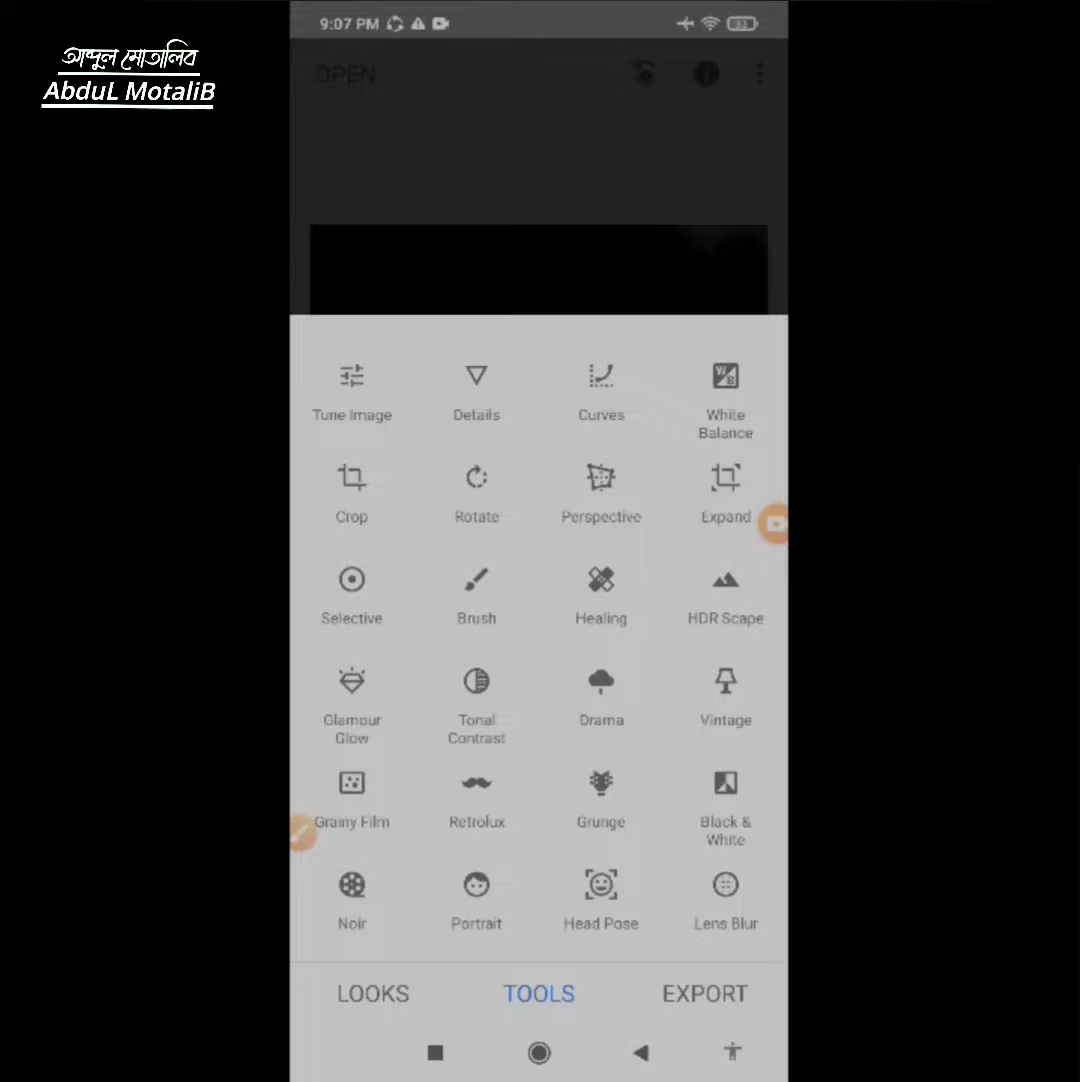 9:07 PM
33
আব্দুল মোতালিব
AbduL MotaliB
OPEN
Tune Image
Details
Curves
White
Balance
Crop
Rotate
Perspective
Expand
Selective
Brush
Healing
HDR Scape
Glamour
Glow
Tonal
Contrast
Drama
Vintage
Grainy Film
Retrolux
Grunge
Black &
White
Noir
Portrait
Head Pose
Lens Blur
LOOKS
TOOLS
EXPORT